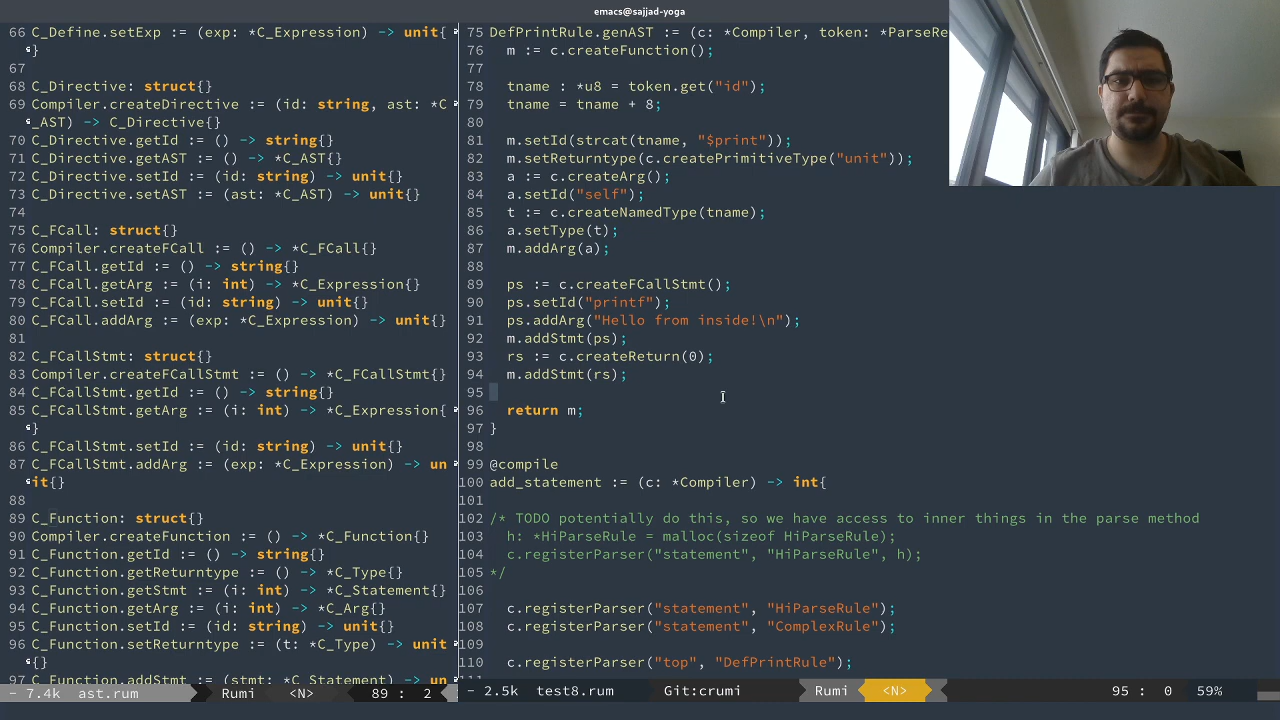 emacs@sajjad-yoga
66 C_Define.setExp := (exp: *C_Expression) -> unit{
}
67
68 C_Directive: struct{}
69 Compiler.createDirective := (id: string, ast: *C
_AST) -> C_Directive{}
70 C_Directive.getId := () -> string{}
71 C_Directive.getAST := () -> *C_AST{}
72 C_Directive.setId := (id: string) -> unit{}
73 C_Directive.setAST := (ast: *C_AST) -> unit{}
74
75 C_FCall: struct{}
76 Compiler.createFCall := () -> *C_FCall{}
77 C_FCall.getId := () -> string{}
78 C_FCall.getArg := (i: int) -> *C_Expression{}
79 C_FCall.setId := (id: string) -> unit{}
80 C_FCall.addArg := (exp: *C_Expression) -> unit{}
81
82 C_FCallStmt: struct{}
83 Compiler.createFCallStmt := () -> *C_FCallStmt{}
84 C_FCallStmt.getId := () -> string{}
85 C_FCallStmt.getArg := (i: int) -> *C_Expression{
}
86 C_FCallStmt.setId := (id: string) -> unit{}
87 C_FCallStmt.addArg := (exp: *C_Expression) -> un
it{}
88
89 C_Function: struct{}
90 Compiler.createFunction := () -> *C_Function{}
91 C_Function.getId := () -> string{}
92 C_Function.getReturntype := () -> *C_Type{}
93 C_Function.getStmt := (i: int) -> *C_Statement{}
94 C_Function.getArg := (i: int) -> *C_Arg{}
95 C_Function.setId := (id: string) -> unit{}
96 C_Function.setReturntype := (t: *C_Type) -> unit
{}
97 C_Function.addStmt := (stmt: *C_Statement) -> un
- 7.4k ast.rum Rumi <N> 89 : 2
75 DefPrintRule.genAST := (c: *Compiler, token: *ParseRe
76 m := c.createFunction();
77
78 tname : *u8 = token.get("id");
79 tname = tname + 8;
80
81 m.setId(strcat(tname, "$print"));
82 m.setReturntype(c.createPrimitiveType("unit"));
83 a := c.createArg();
84 a.setId("self");
85 t := c.createNamedType(tname);
86 a.setType(t);
87 m.addArg(a);
88
89 ps := c.createFCallStmt();
90 ps.setId("printf");
91 ps.addArg("Hello from inside!\n");
92 m.addStmt(ps);
93 rs := c.createReturn(0);
94 m.addStmt(rs);
95
96 return m;
97 }
98
99 @compile
100 add_statement := (c: *Compiler) -> int{
101
102 /* TODO potentially do this, so we have access to inner things in the parse method
103 h: *HiParseRule = malloc(sizeof HiParseRule);
104 c.registerParser("statement", "HiParseRule", h);
105 */
106
107 c.registerParser("statement", "HiParseRule");
108 c.registerParser("statement", "ComplexRule");
109
110 c.registerParser("top", "DefPrintRule");
- 2.5k test8.rum Git:crumi Rumi <N> 95 : 0 59%